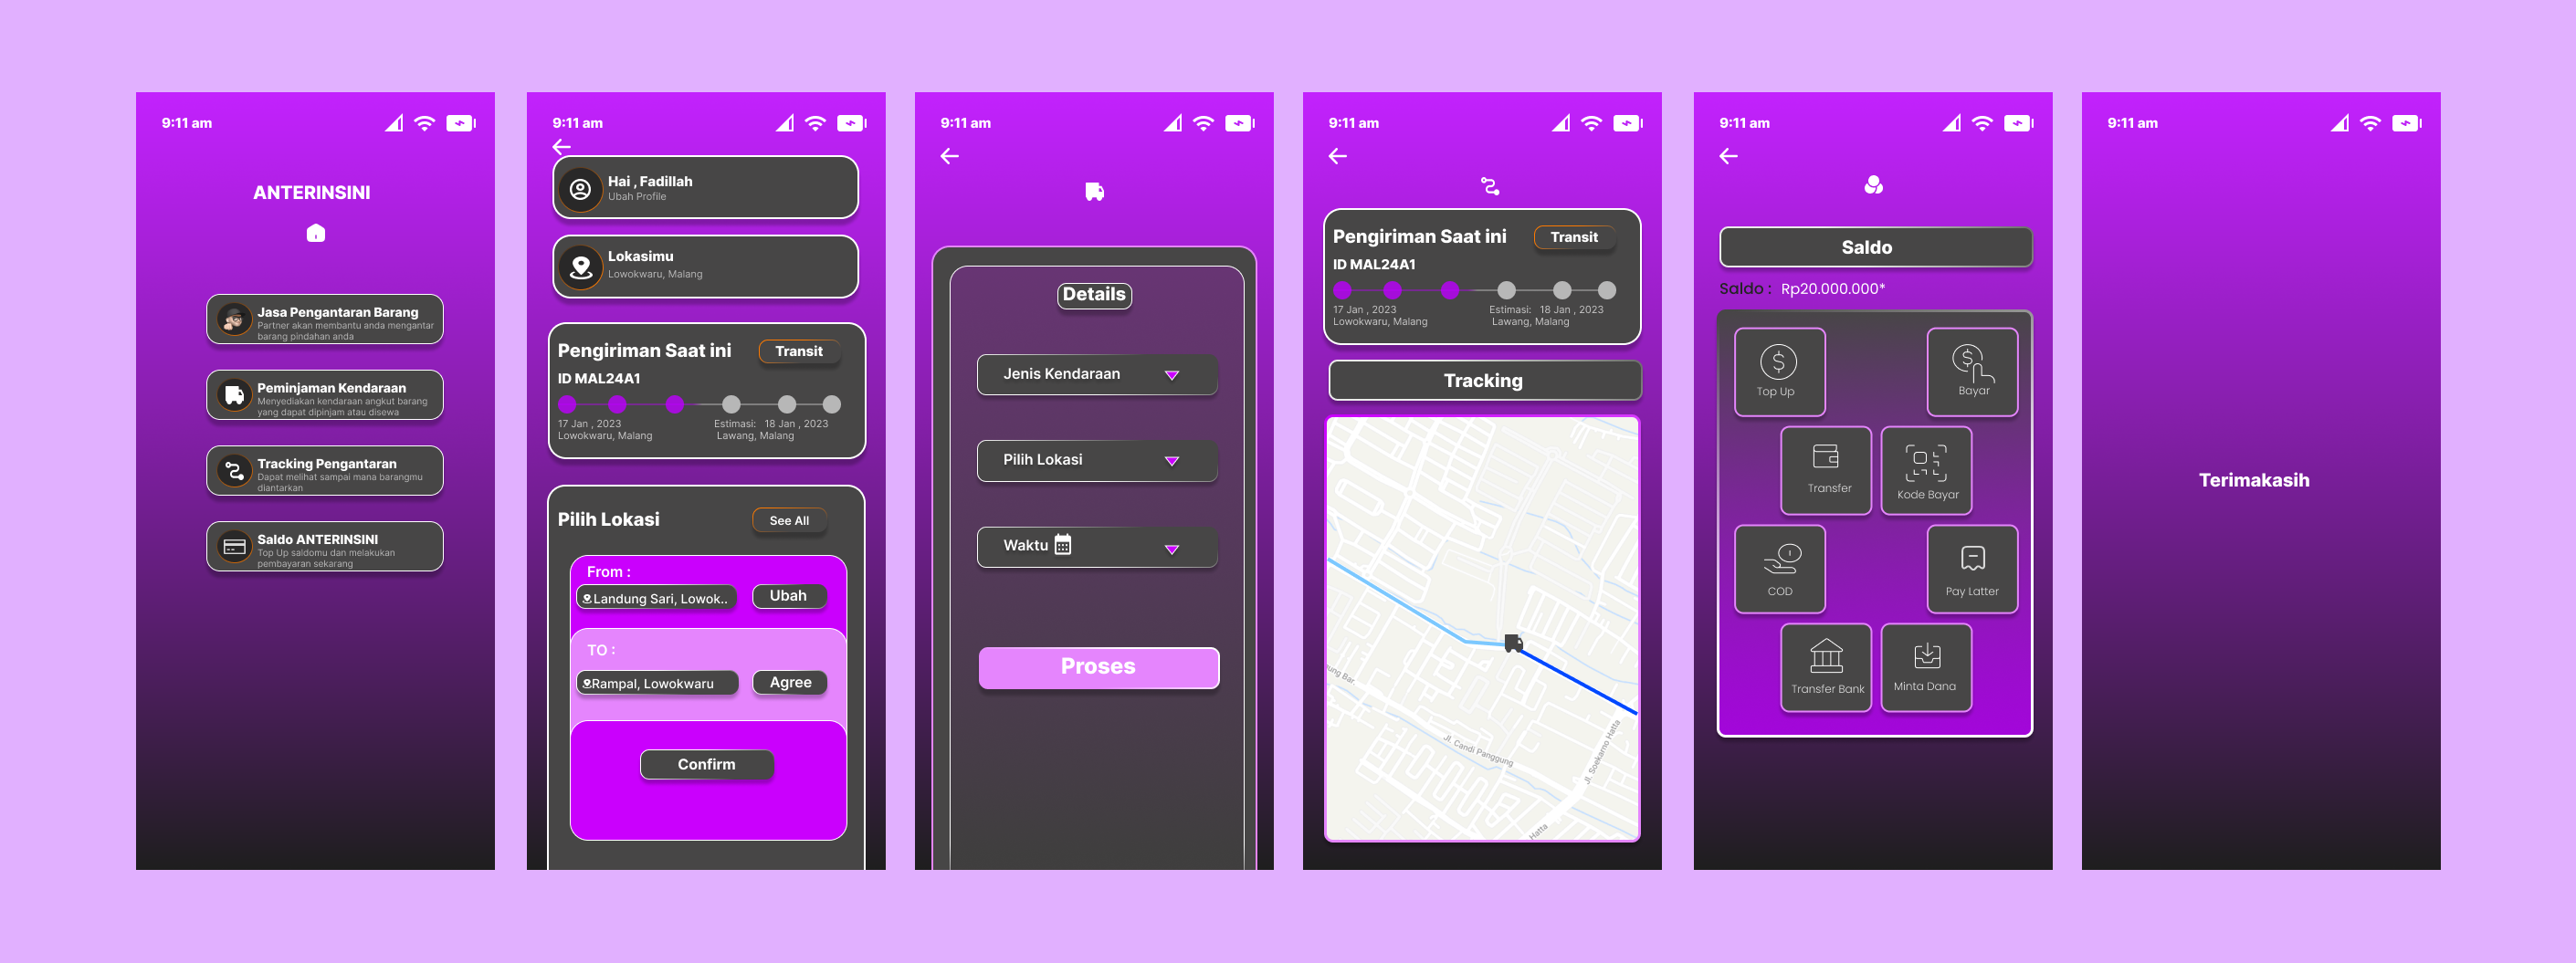 9:11 am
ANTERINSINI
Jasa Pengantaran Barang
Partner akan membantu anda mengantar
barang pindahan anda
Peminjaman Kendaraan
Menyediakan kendaraan angkut barang
yang dapat dipinjam atau disewa
Tracking Pengantaran
Dapat melihat sampai mana barangmu
diantarkan
Saldo ANTERINSINI
Top Up saldomu dan melakukan
pembayaran sekarang
9:11 am
Hai , Fadillah
Ubah Profile
Lokasimu
Lowokwaru, Malang
Pengiriman Saat ini
Transit
ID MAL24A1
17 Jan , 2023
Lowokwaru, Malang
Estimasi: 18 Jan , 2023
Lawang, Malang
Pilih Lokasi
See All
From :
Landung Sari, Lowok..
Ubah
TO :
Rampal, Lowokwaru
Agree
Confirm
9:11 am
Details
Jenis Kendaraan
Pilih Lokasi
Waktu
Proses
9:11 am
Pengiriman Saat ini
Transit
ID MAL24A1
17 Jan , 2023
Lowokwaru, Malang
Estimasi: 18 Jan , 2023
Lawang, Malang
Tracking
ung Bar.
Jl. Candi Panggung
Jl. Soekarno Hatta
Hatta
9:11 am
Saldo
Saldo : Rp20.000.000*
Top Up
Bayar
Transfer
Kode Bayar
COD
Pay Latter
Transfer Bank
Minta Dana
9:11 am
Terimakasih